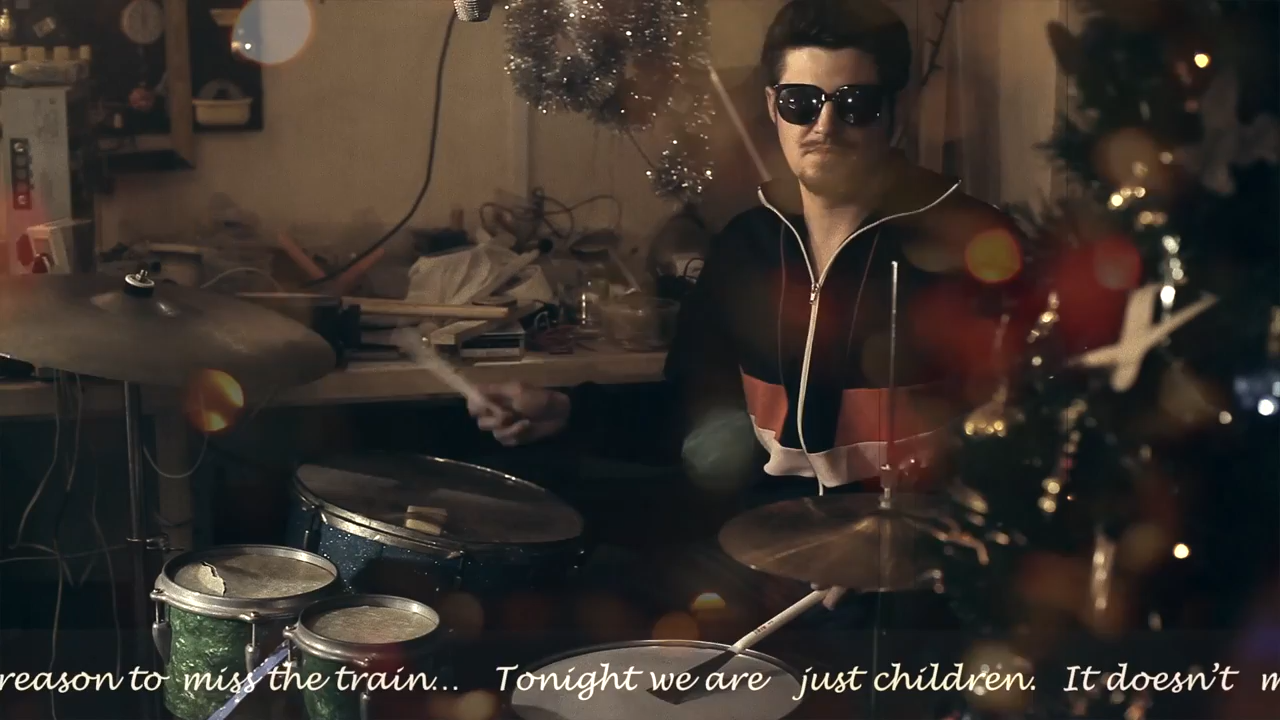 reason to miss the train... Tonight we are just children. It doesn't